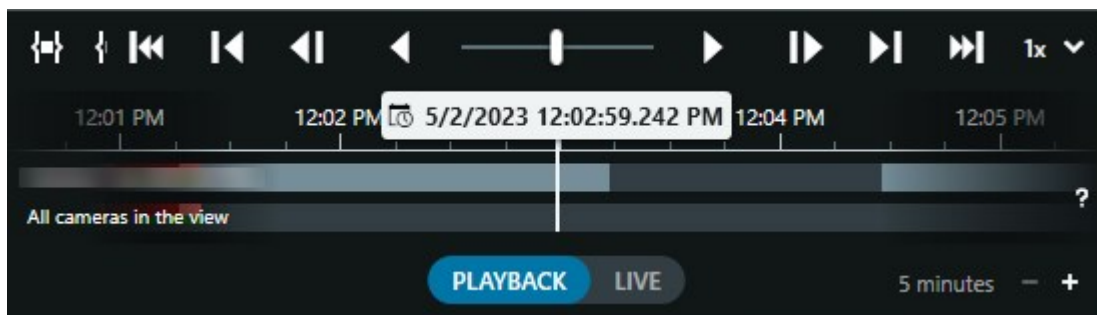 1x
12:01 PM 12:02 PM 5/2/2023 12:02:59.242 PM 12:04 PM 12:05 PM
?
All cameras in the view
PLAYBACK LIVE 5 minutes - +